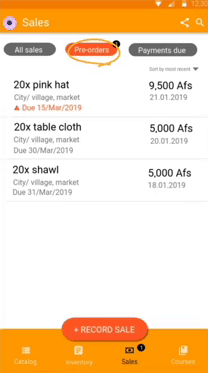 12:30
Sales
All sales
Pre-orders
1
Payments due
Sort by most recent
20x pink hat
9,500 Afs
City/ village, market
21.01.2019
Due 15/Mar/2019
20x table cloth
5,000 Afs
City/ village, market
20.01.2019
Due 30/Mar/2019
20x shawl
5,000 Afs
City/ village, market
18.01.2019
Due 31/Mar/2019
+ RECORD SALE
1
Catalog
Inventory
Sales
Courses